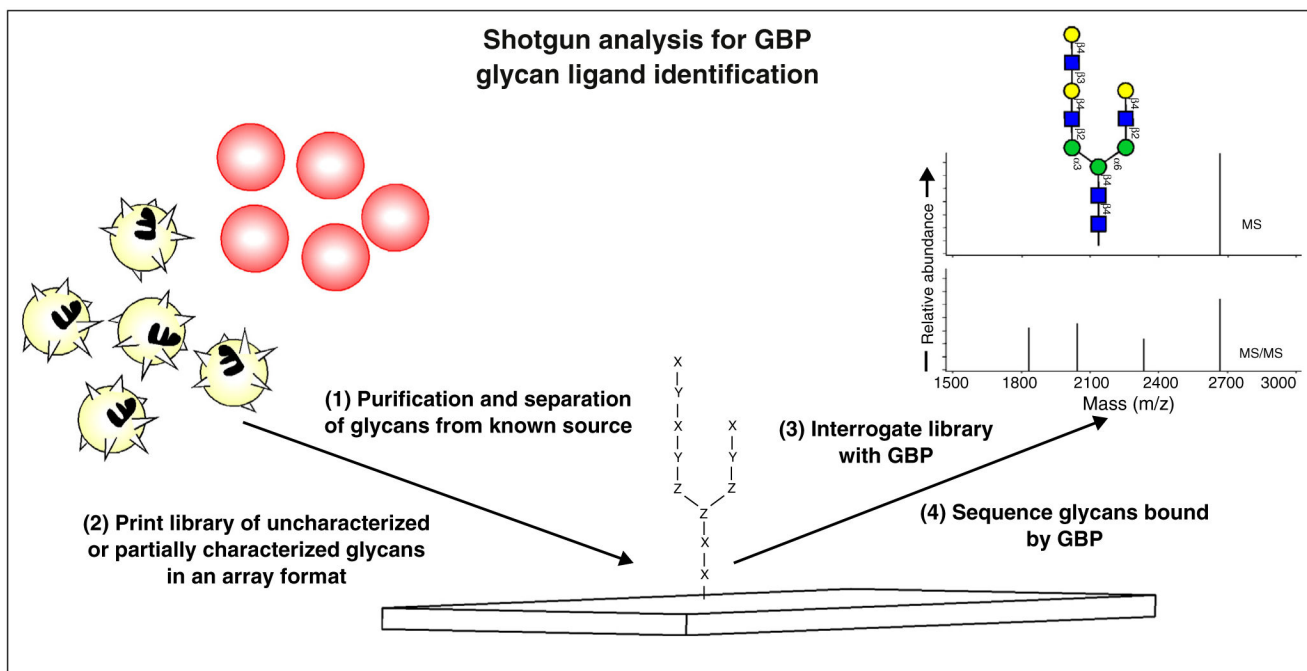 Shotgun analysis for GBP
glycan ligand identification
(1) Purification and separation
of glycans from known source
(2) Print library of uncharacterized
or partially characterized glycans
in an array format
X
Y
X X
Y Y
Z Z
Z
X
X
(3) Interrogate library
with GBP
(4) Sequence glycans bound
by GBP
β4
β3
β4 β4
β2 β2
α3 α6
β4
β4
Relative abundance
MS
MS/MS
1500 1800 2100 2400 2700 3000
Mass (m/z)